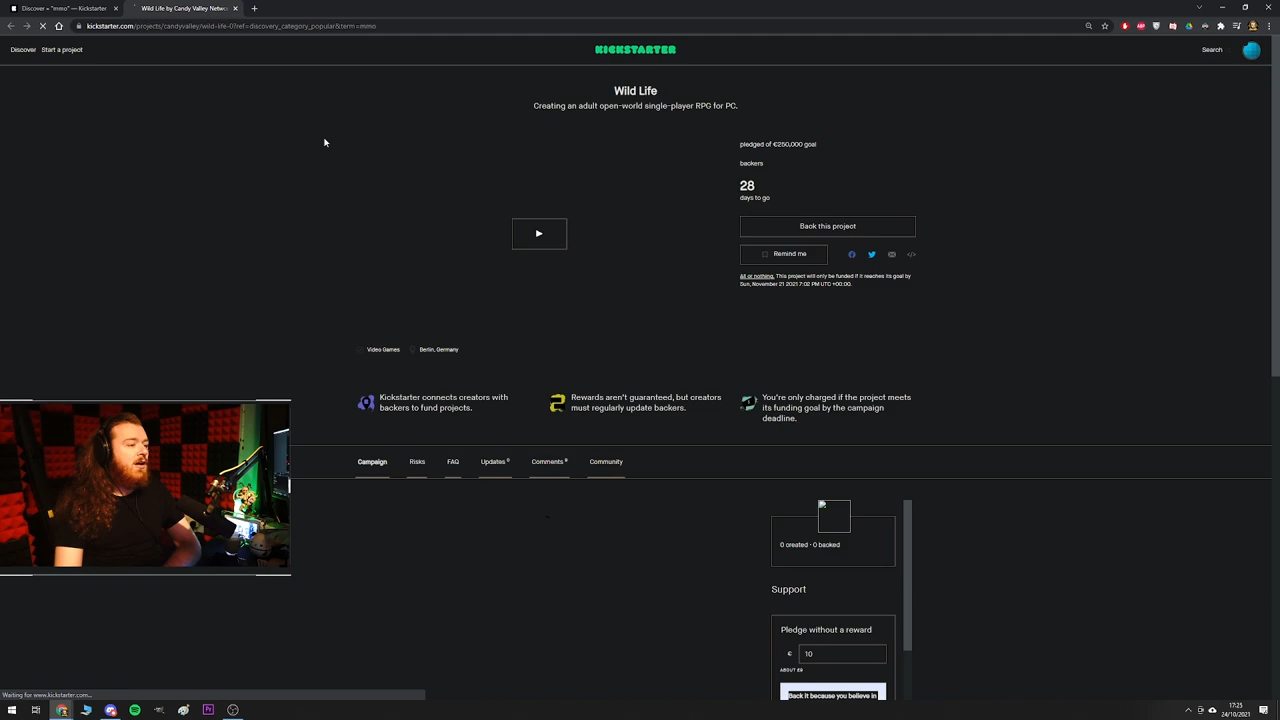 Discover » "mmo" — Kickstarter
Wild Life by Candy Valley Netwo
kickstarter.com/projects/candyvalley/wild-life-0?ref=discovery_category_popular&term=mmo
Discover
Start a project
KICKSTARTER
Search
Wild Life
Creating an adult open-world single-player RPG for PC.
pledged of €250,000 goal
backers
28
days to go
Back this project
Remind me
All or nothing. This project will only be funded if it reaches its goal by
Sun, November 21 2021 7:02 PM UTC +00:00.
Video Games
Berlin, Germany
Kickstarter connects creators with
backers to fund projects.
Rewards aren't guaranteed, but creators
must regularly update backers.
You're only charged if the project meets
its funding goal by the campaign
deadline.
Campaign
Risks
FAQ
Updates 0
Comments
Community
0 created · 0 backed
Support
Pledge without a reward
€ 10
Back it because you believe in
Waiting for www.kickstarter.com...
17:25
24/10/2021